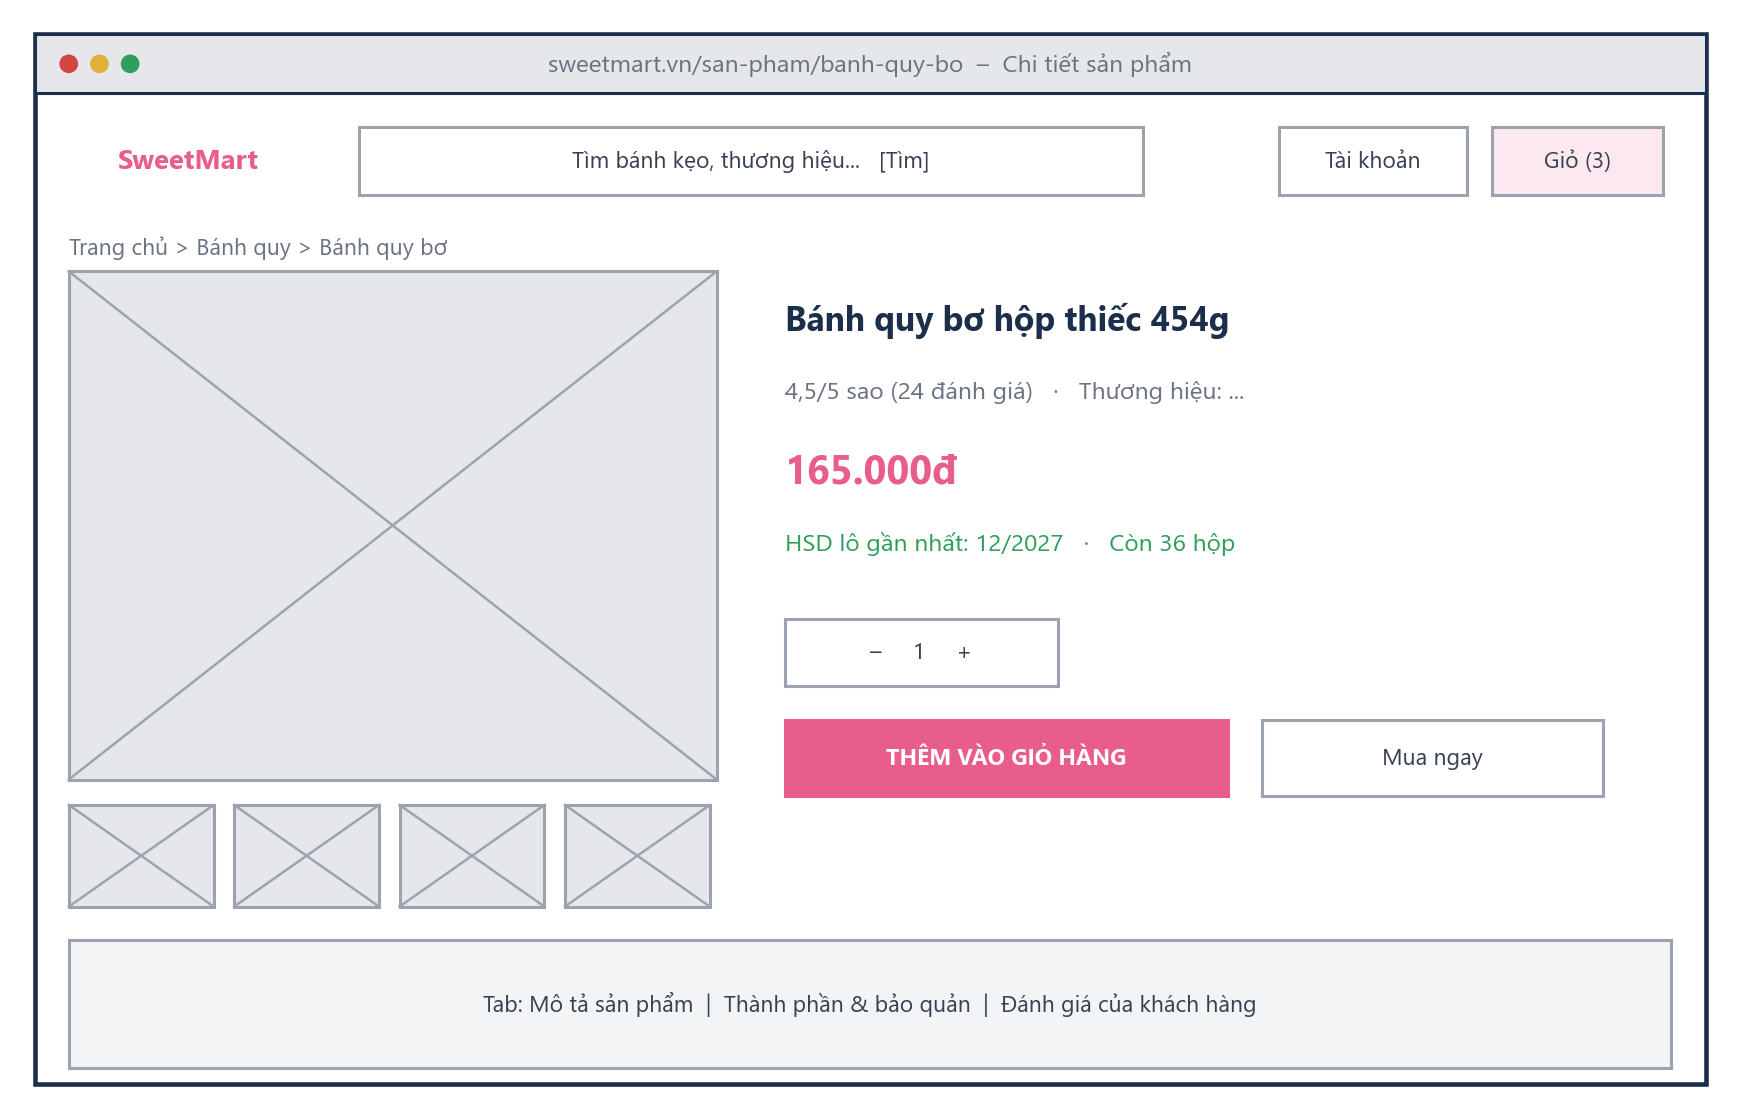 sweetmart.vn/san-pham/banh-quy-bo – Chi tiết sản phẩm
SweetMart
Tìm bánh kẹo, thương hiệu... [Tìm]
Tài khoản
Giỏ (3)
Trang chủ > Bánh quy > Bánh quy bơ
Bánh quy bơ hộp thiếc 454g
4,5/5 sao (24 đánh giá) · Thương hiệu: ...
165.000đ
HSD lô gần nhất: 12/2027 · Còn 36 hộp
– 1 +
THÊM VÀO GIỎ HÀNG
Mua ngay
Tab: Mô tả sản phẩm | Thành phần & bảo quản | Đánh giá của khách hàng